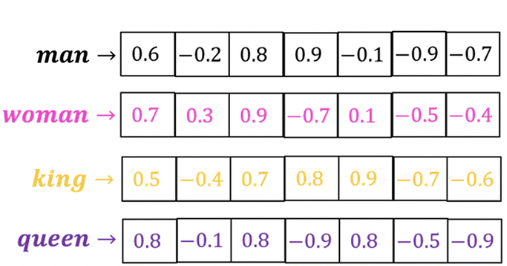 man → 0.6 −0.2 0.8 0.9 −0.1 −0.9 −0.7
woman → 0.7 0.3 0.9 −0.7 0.1 −0.5 −0.4
king → 0.5 −0.4 0.7 0.8 0.9 −0.7 −0.6
queen → 0.8 −0.1 0.8 −0.9 0.8 −0.5 −0.9